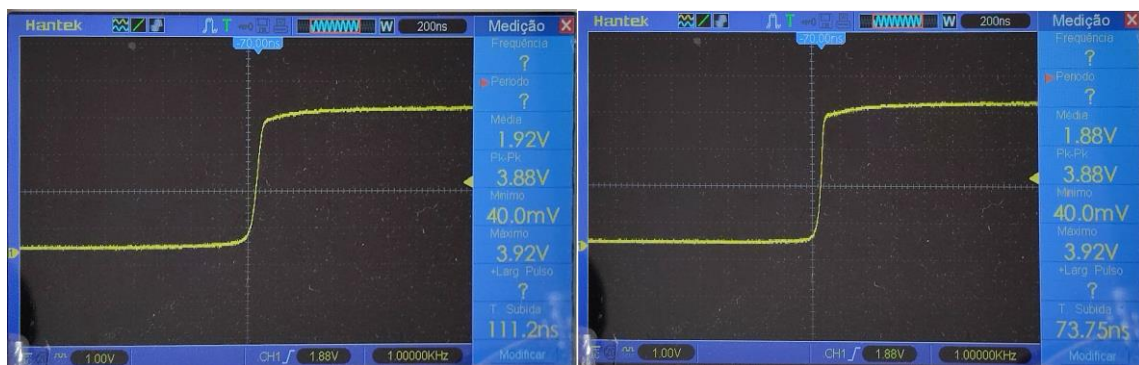 Hantek T W 200ns Medição
-70.00ns
Frequência
?
Período
?
Média
1.92V
Pk-Pk
3.88V
Mínimo
40.0mV
Máximo
3.92V
+Larg. Pulso
?
T. Subida
111.2ns
1.00V CH1 1.88V 1.00000KHz Modificar
Hantek T W 200ns Medição
-70.00ns
Frequência
?
Período
?
Média
1.88V
Pk-Pk
3.88V
Mínimo
40.0mV
Máximo
3.92V
+Larg. Pulso
?
T. Subida
73.75ns
1.00V CH1 1.88V 1.00000KHz Modificar